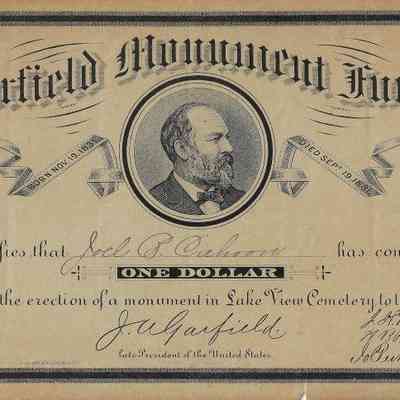 rfield Monument Fun
BORN NOV. 19. 1831
DIED SEPT. 19. 1881
fies that Joel B. Cahoon has con
ONE DOLLAR
the erection of a monument in Lake View Cemetery, to t
J. A. Garfield.
Late President of the United States.